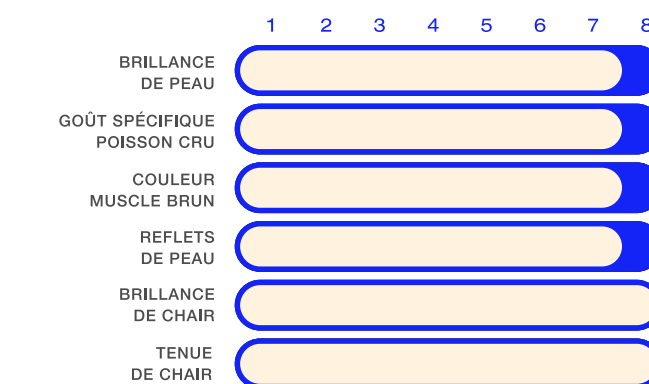 1 2 3 4 5 6 7 8
BRILLANCE
DE PEAU
GOÛT SPÉCIFIQUE
POISSON CRU
COULEUR
MUSCLE BRUN
REFLETS
DE PEAU
BRILLANCE
DE CHAIR
TENUE
DE CHAIR